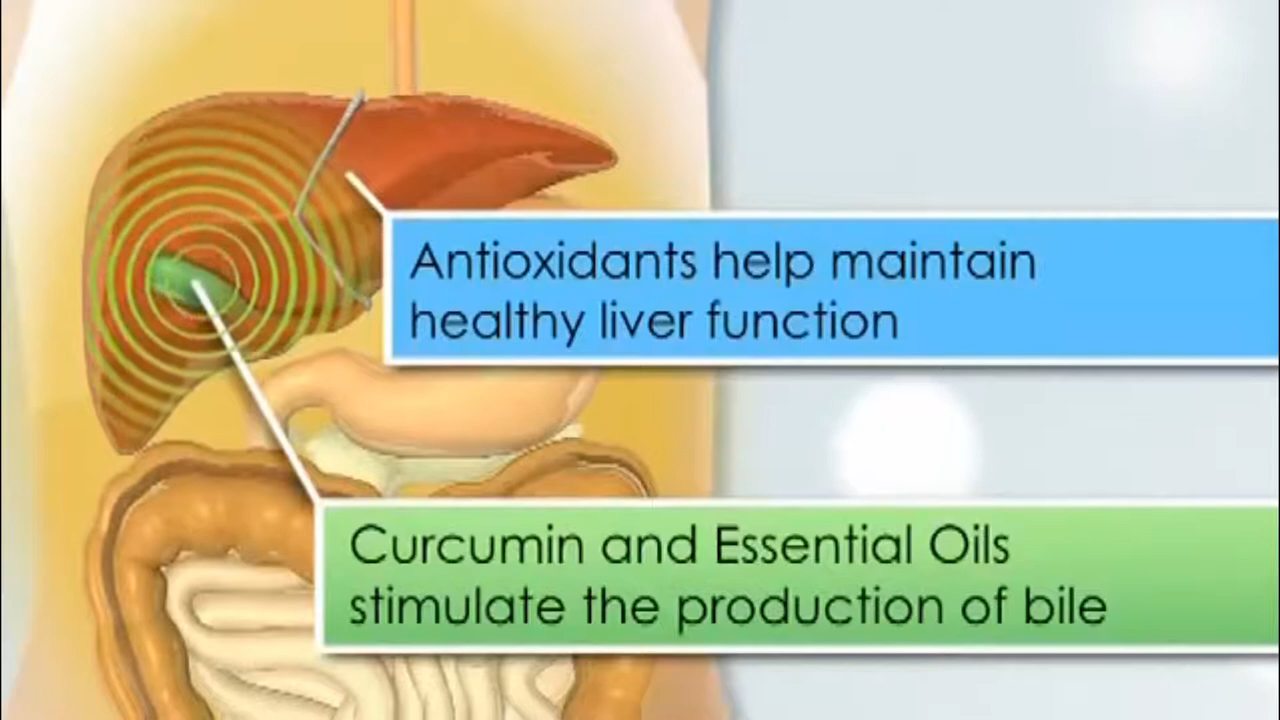 Antioxidants help maintain
healthy liver function
Curcumin and Essential Oils
stimulate the production of bile